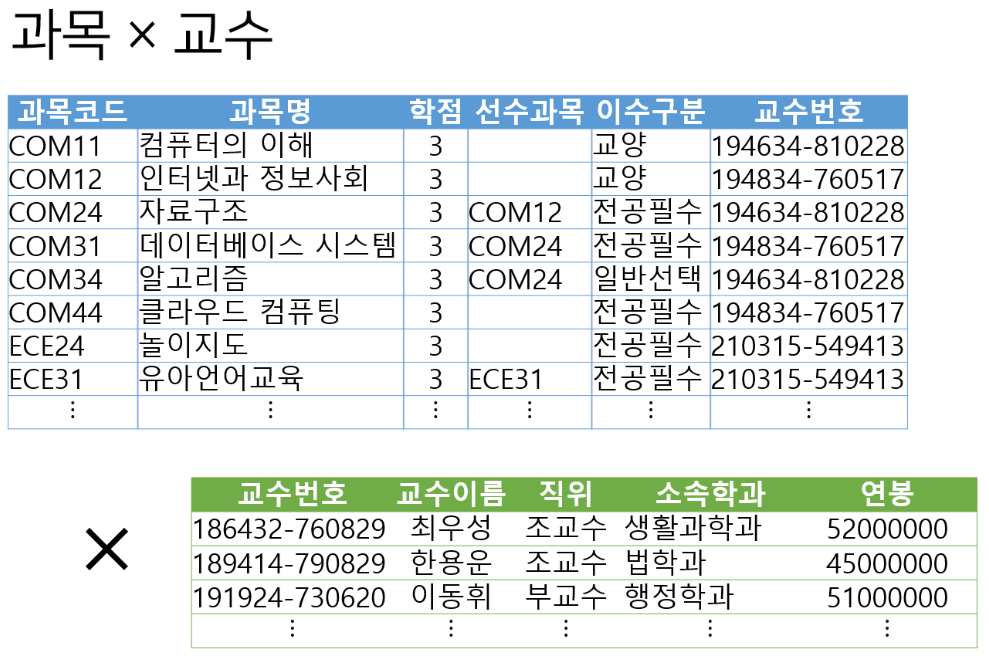 과목 × 교수
과목코드 과목명 학점 선수과목 이수구분 교수번호
COM11 컴퓨터의 이해 3 교양 194634-810228
COM12 인터넷과 정보사회 3 교양 194834-760517
COM24 자료구조 3 COM12 전공필수 194634-810228
COM31 데이터베이스 시스템 3 COM24 전공필수 194834-760517
COM34 알고리즘 3 COM24 일반선택 194634-810228
COM44 클라우드 컴퓨팅 3 전공필수 194834-760517
ECE24 놀이지도 3 전공필수 210315-549413
ECE31 유아언어교육 3 ECE31 전공필수 210315-549413
⋮ ⋮ ⋮ ⋮ ⋮ ⋮
×
교수번호 교수이름 직위 소속학과 연봉
186432-760829 최우성 조교수 생활과학과 52000000
189414-790829 한용운 조교수 법학과 45000000
191924-730620 이동휘 부교수 행정학과 51000000
⋮ ⋮ ⋮ ⋮ ⋮